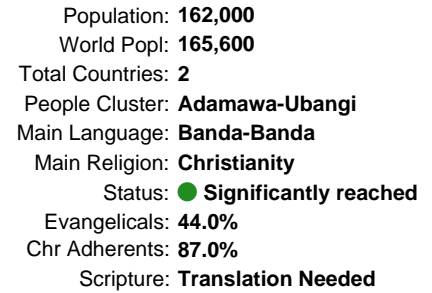 Population: 162,000
World Popl: 165,600
Total Countries: 2
People Cluster: Adamawa-Ubangi
Main Language: Banda-Banda
Main Religion: Christianity
Status: Significantly reached
Evangelicals: 44.0%
Chr Adherents: 87.0%
Scripture: Translation Needed